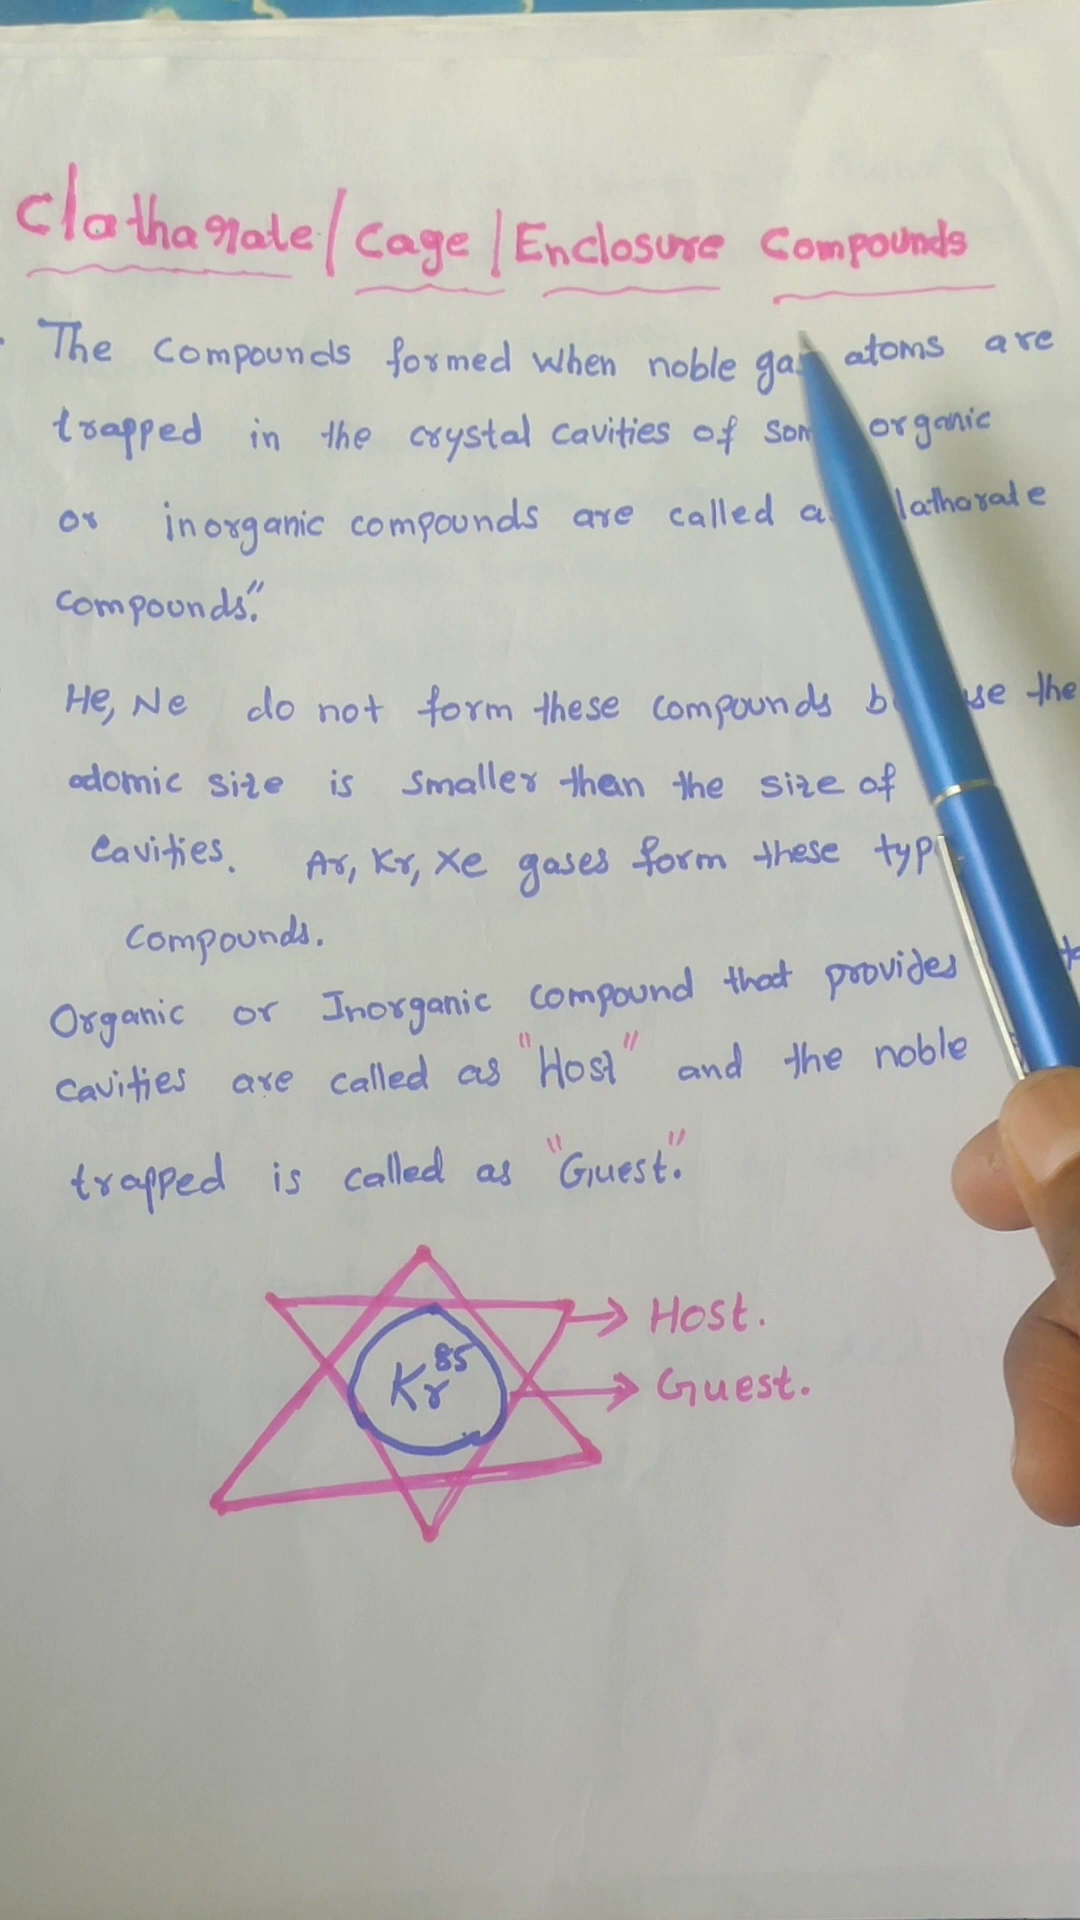 Clatharate/Cage/Enclosure Compounds
The compounds formed when noble gas atoms are
trapped in the crystal cavities of som organic
or inorganic compounds are called a lathorate
compounds."
He, Ne do not form these compounds b use the
adomic size is smaller than the size of
cavities. Ar, Kr, Xe gases form these typ
compounds.
Organic or Inorganic compound that provides
cavities are called as "Host" and the noble
trapped is called as "Guest."
Host.
Kr85
Guest.